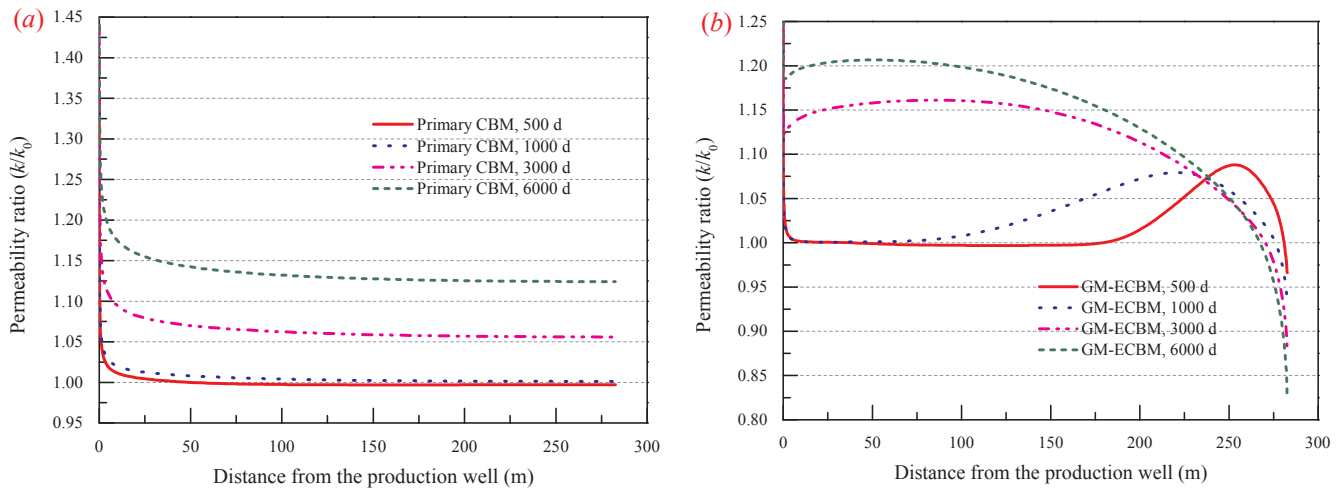 (a)
1.45
1.40
1.35
1.30
1.25
1.20
1.15
1.10
1.05
1.00
0.95
Permeability ratio (k/k0)
Primary CBM, 500 d
Primary CBM, 1000 d
Primary CBM, 3000 d
Primary CBM, 6000 d
0 50 100 150 200 250 300
Distance from the production well (m)
(b)
1.20
1.15
1.10
1.05
1.00
0.95
0.90
0.85
0.80
Permeability ratio (k/k0)
GM-ECBM, 500 d
GM-ECBM, 1000 d
GM-ECBM, 3000 d
GM-ECBM, 6000 d
0 50 100 150 200 250 300
Distance from the production well (m)